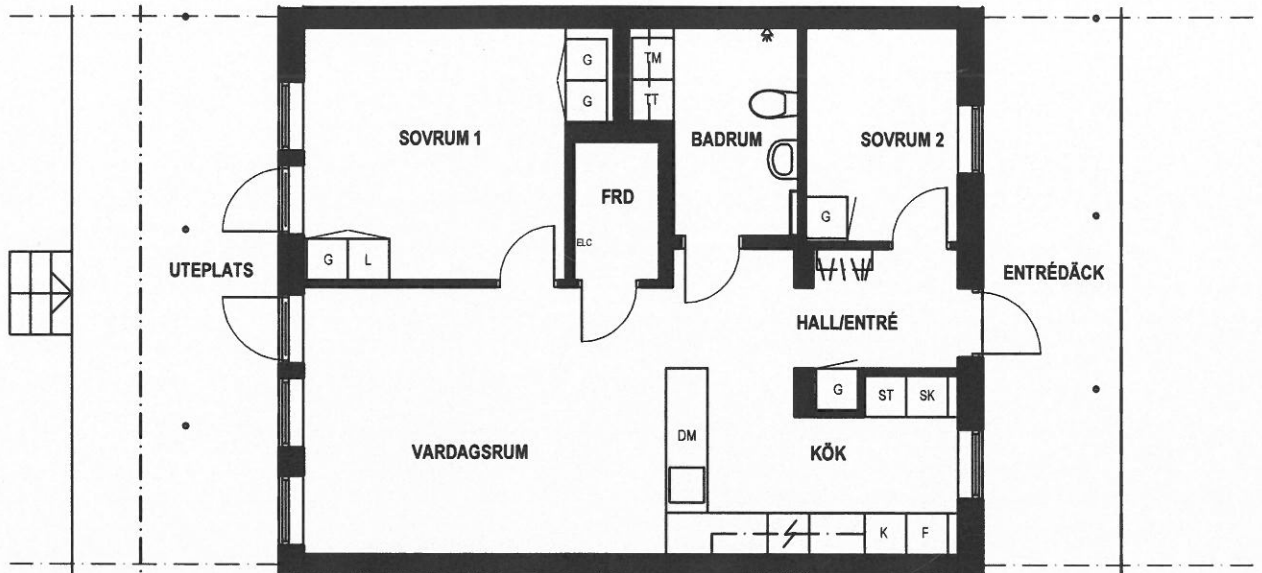 G
TM
G
TT
SOVRUM 1
BADRUM
SOVRUM 2
FRD
G
ELC
G
L
UTEPLATS
ENTRÉDÄCK
HALL/ENTRÉ
G
ST
SK
DM
VARDAGSRUM
KÖK
K
F